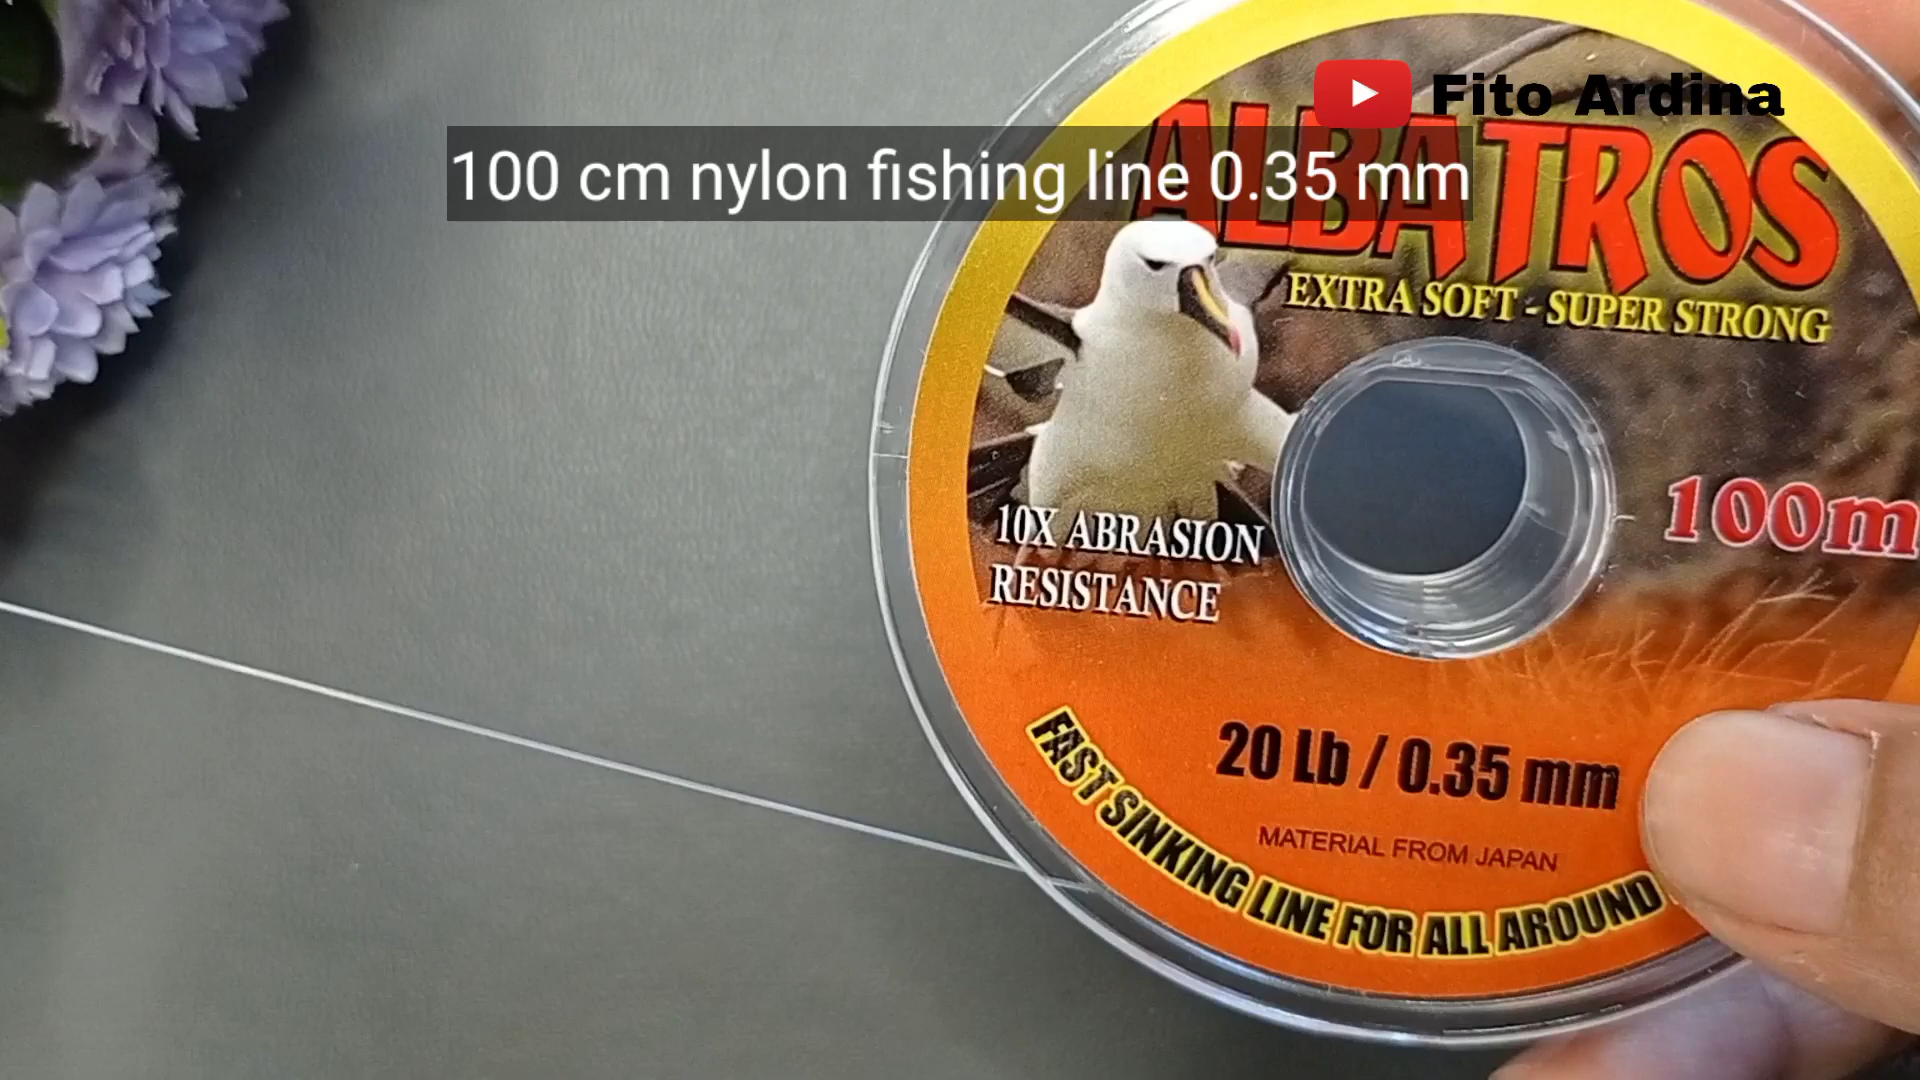 Fito Ardina
100 cm nylon fishing line 0.35 mm
ALBATROS
EXTRA SOFT - SUPER STRONG
100m
10X ABRASION
RESISTANCE
20 Lb / 0.35 mm
MATERIAL FROM JAPAN
FAST SINKING LINE FOR ALL AROUND